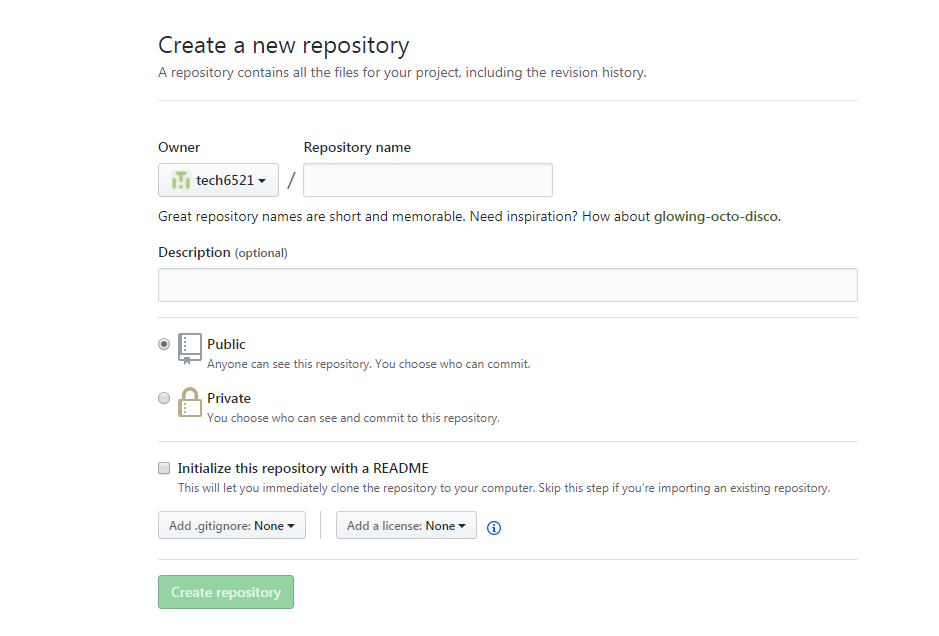 Create a new repository
A repository contains all the files for your project, including the revision history.
Owner Repository name
tech6521 /
Great repository names are short and memorable. Need inspiration? How about glowing-octo-disco.
Description (optional)
Public
Anyone can see this repository. You choose who can commit.
Private
You choose who can see and commit to this repository.
Initialize this repository with a README
This will let you immediately clone the repository to your computer. Skip this step if you’re importing an existing repository.
Add .gitignore: None Add a license: None
Create repository